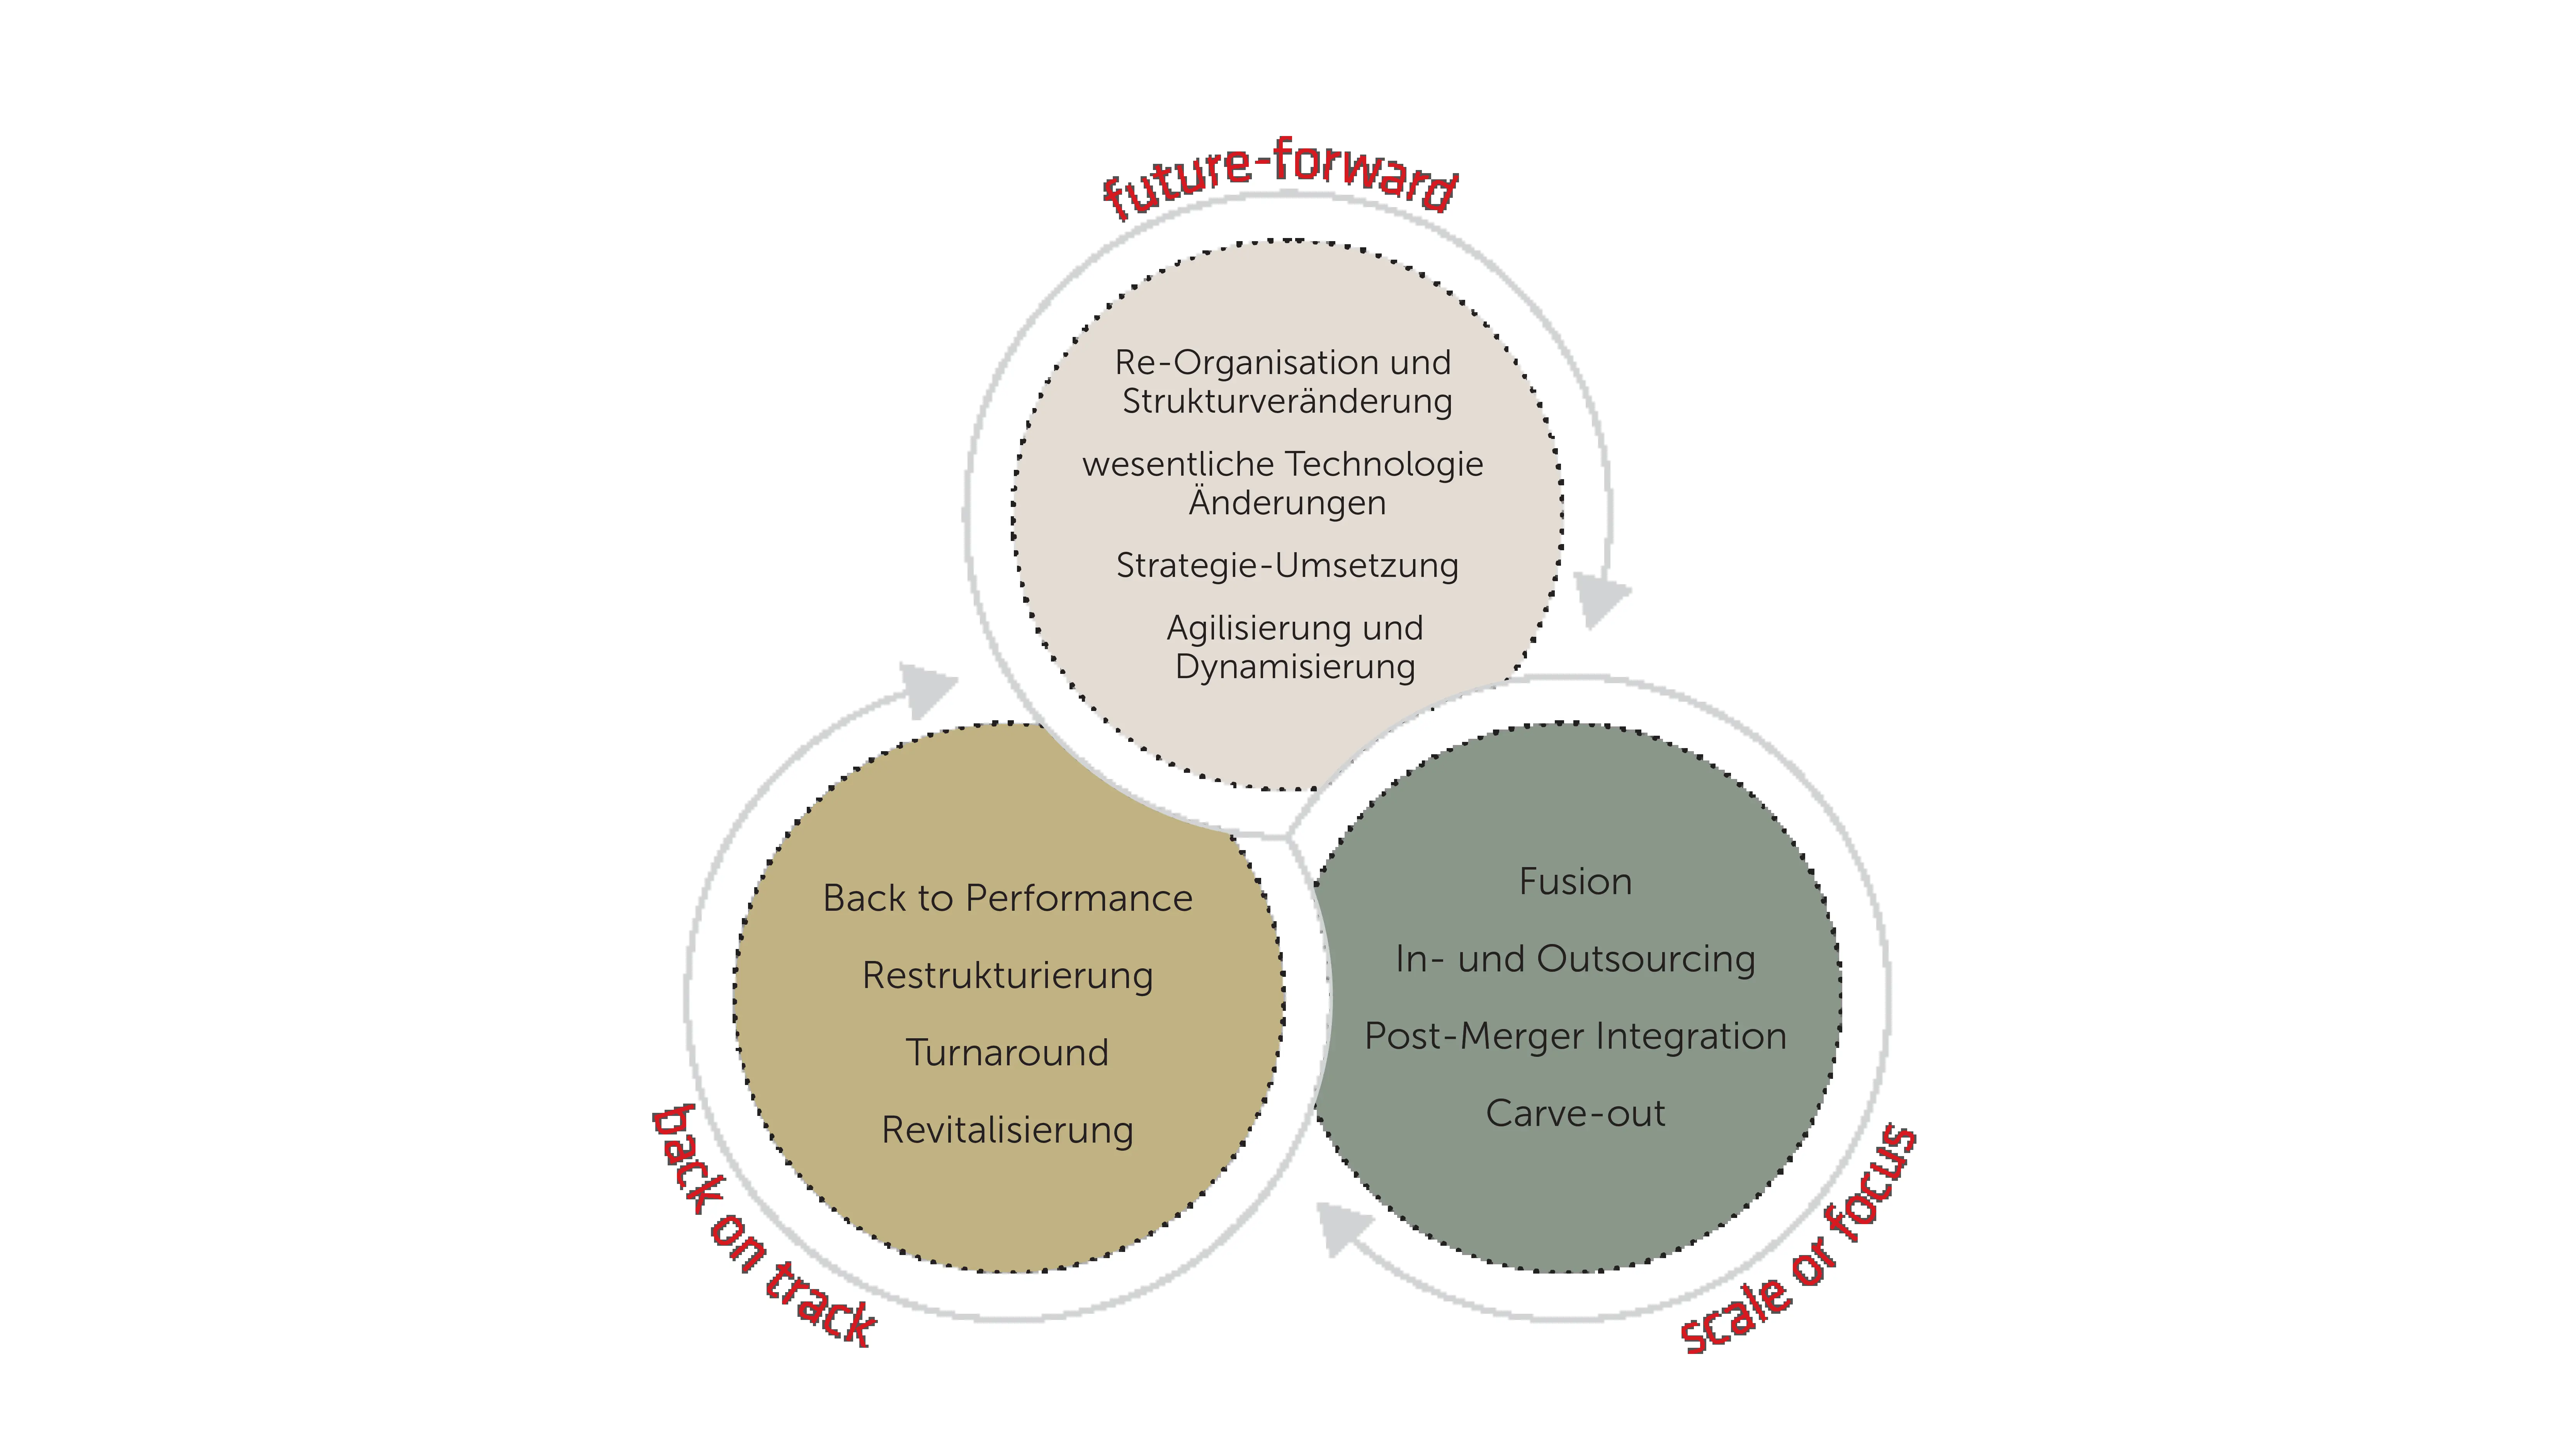 future-forward
Re-Organisation und
Strukturveränderung
wesentliche Technologie
Änderungen
Strategie-Umsetzung
Agilisierung und
Dynamisierung
Back to Performance
Restrukturierung
Turnaround
Revitalisierung
back on track
Fusion
In- und Outsourcing
Post-Merger Integration
Carve-out
scale or focus